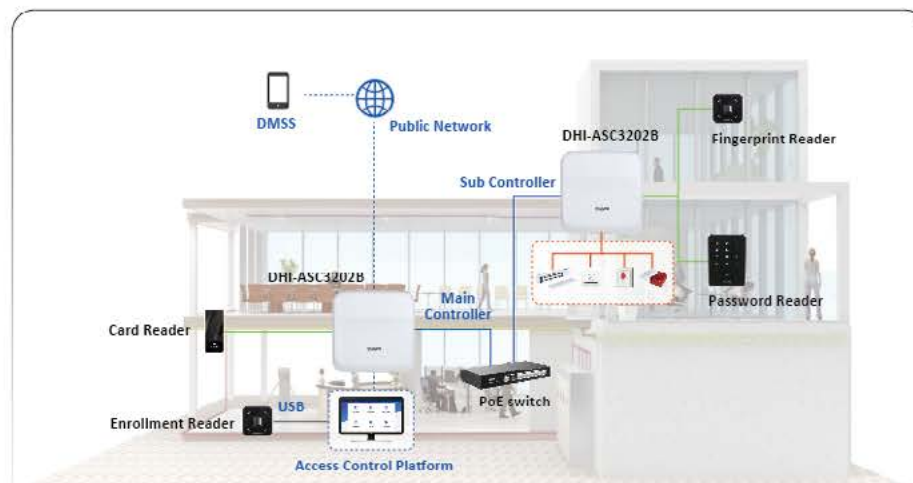 DMSS
Public Network
DHI-ASC3202B
Fingerprint Reader
Sub Controller
DHI-ASC3202B
Main
Controller
Password Reader
Card Reader
PoE switch
USB
Enrollment Reader
Access Control Platform